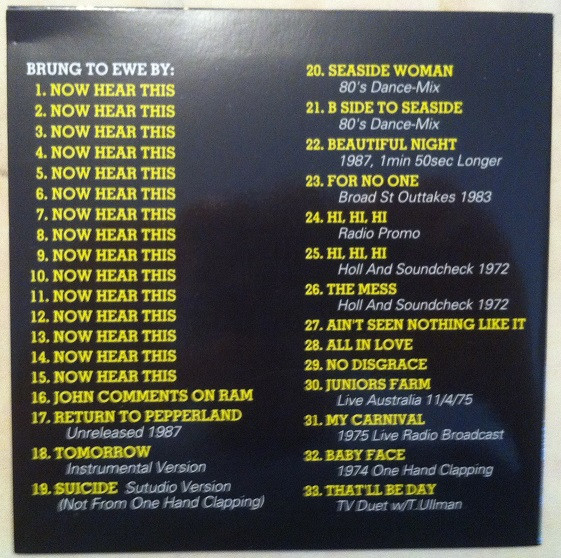 BRUNG TO EWE BY:
1. NOW HEAR THIS
2. NOW HEAR THIS
3. NOW HEAR THIS
4. NOW HEAR THIS
5. NOW HEAR THIS
6. NOW HEAR THIS
7. NOW HEAR THIS
8. NOW HEAR THIS
9. NOW HEAR THIS
10. NOW HEAR THIS
11. NOW HEAR THIS
12. NOW HEAR THIS
13. NOW HEAR THIS
14. NOW HEAR THIS
15. NOW HEAR THIS
16. JOHN COMMENTS ON RAM
17. RETURN TO PEPPERLAND
Unreleased 1987
18. TOMORROW
Instrumental Version
19. SUICIDE Sutudio Version
(Not From One Hand Clapping)
20. SEASIDE WOMAN
80's Dance-Mix
21. B SIDE TO SEASIDE
80's Dance-Mix
22. BEAUTIFUL NIGHT
1987, 1min 50sec Longer
23. FOR NO ONE
Broad St Outtakes 1983
24. HI, HI, HI
Radio Promo
25. HI, HI, HI
Holl And Soundcheck 1972
26. THE MESS
Holl And Soundcheck 1972
27. AIN'T SEEN NOTHING LIKE IT
28. ALL IN LOVE
29. NO DISGRACE
30. JUNIORS FARM
Live Australia 11/4/75
31. MY CARNIVAL
1975 Live Radio Broadcast
32. BABY FACE
1974 One Hand Clapping
33. THAT'LL BE DAY
TV Duet w/T.Ullman